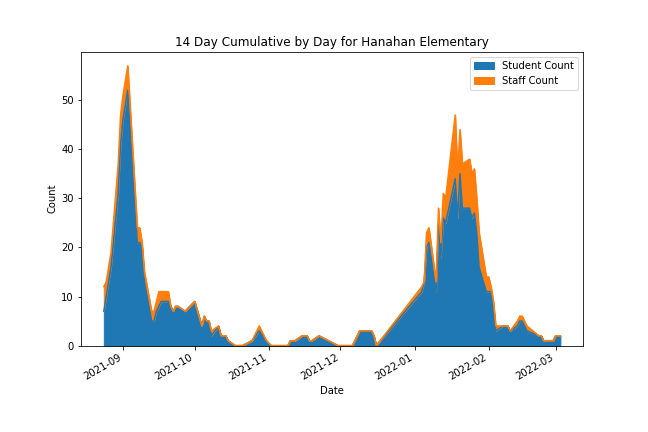 14 Day Cumulative by Day for Hanahan Elementary
Student Count
Staff Count
Count
50
40
30
20
10
0
2021-09
2021-10
2021-11
2021-12
2022-01
2022-02
2022-03
Date